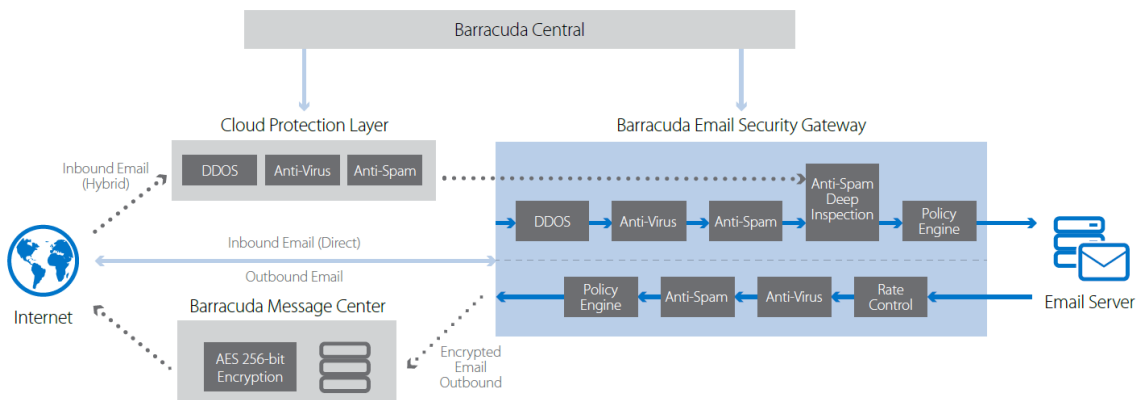 Barracuda Central
Cloud Protection Layer
Barracuda Email Security Gateway
Inbound Email
(Hybrid)
DDOS
Anti-Virus
Anti-Spam
Anti-Spam
Deep
Inspection
DDOS
Anti-Virus
Anti-Spam
Policy
Engine
Inbound Email (Direct)
Outbound Email
Internet
Barracuda Message Center
Policy
Engine
Anti-Spam
Anti-Virus
Rate
Control
Email Server
AES 256-bit
Encryption
Encrypted
Email
Outbound